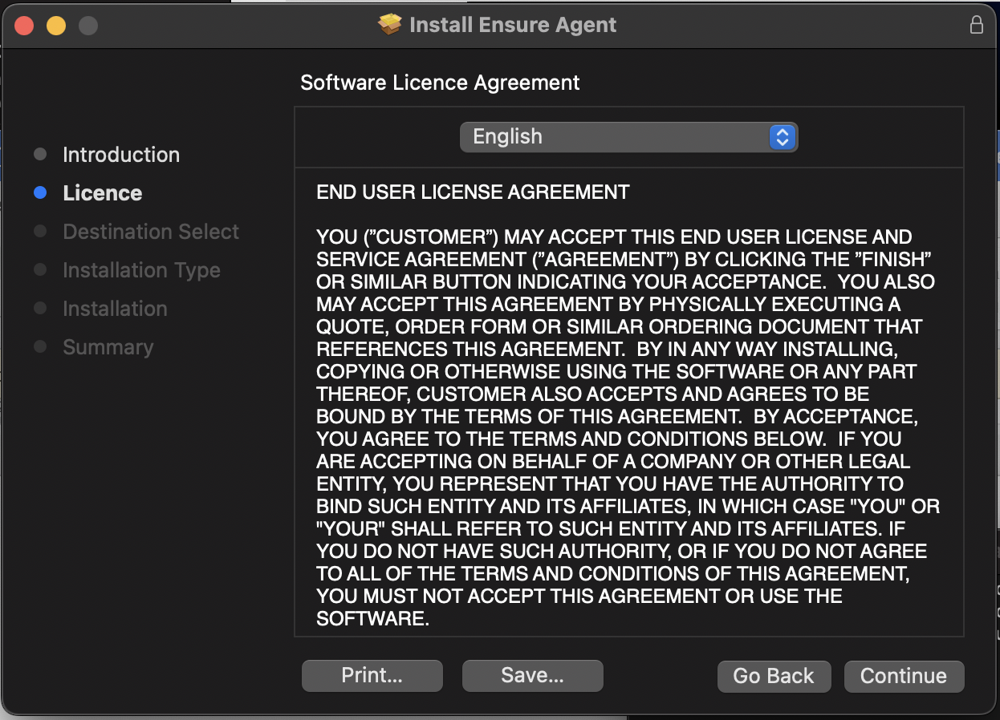 Install Ensure Agent
Software Licence Agreement
Introduction
Licence
Destination Select
Installation Type
Installation
Summary
English
END USER LICENSE AGREEMENT
YOU (”CUSTOMER”) MAY ACCEPT THIS END USER LICENSE AND
SERVICE AGREEMENT (”AGREEMENT”) BY CLICKING THE ”FINISH”
OR SIMILAR BUTTON INDICATING YOUR ACCEPTANCE.  YOU ALSO
MAY ACCEPT THIS AGREEMENT BY PHYSICALLY EXECUTING A
QUOTE, ORDER FORM OR SIMILAR ORDERING DOCUMENT THAT
REFERENCES THIS AGREEMENT.  BY IN ANY WAY INSTALLING,
COPYING OR OTHERWISE USING THE SOFTWARE OR ANY PART
THEREOF, CUSTOMER ALSO ACCEPTS AND AGREES TO BE
BOUND BY THE TERMS OF THIS AGREEMENT.  BY ACCEPTANCE,
YOU AGREE TO THE TERMS AND CONDITIONS BELOW.  IF YOU
ARE ACCEPTING ON BEHALF OF A COMPANY OR OTHER LEGAL
ENTITY, YOU REPRESENT THAT YOU HAVE THE AUTHORITY TO
BIND SUCH ENTITY AND ITS AFFILIATES, IN WHICH CASE "YOU" OR
"YOUR" SHALL REFER TO SUCH ENTITY AND ITS AFFILIATES. IF
YOU DO NOT HAVE SUCH AUTHORITY, OR IF YOU DO NOT AGREE
TO ALL OF THE TERMS AND CONDITIONS OF THIS AGREEMENT,
YOU MUST NOT ACCEPT THIS AGREEMENT OR USE THE
SOFTWARE.
Print...
Save...
Go Back
Continue